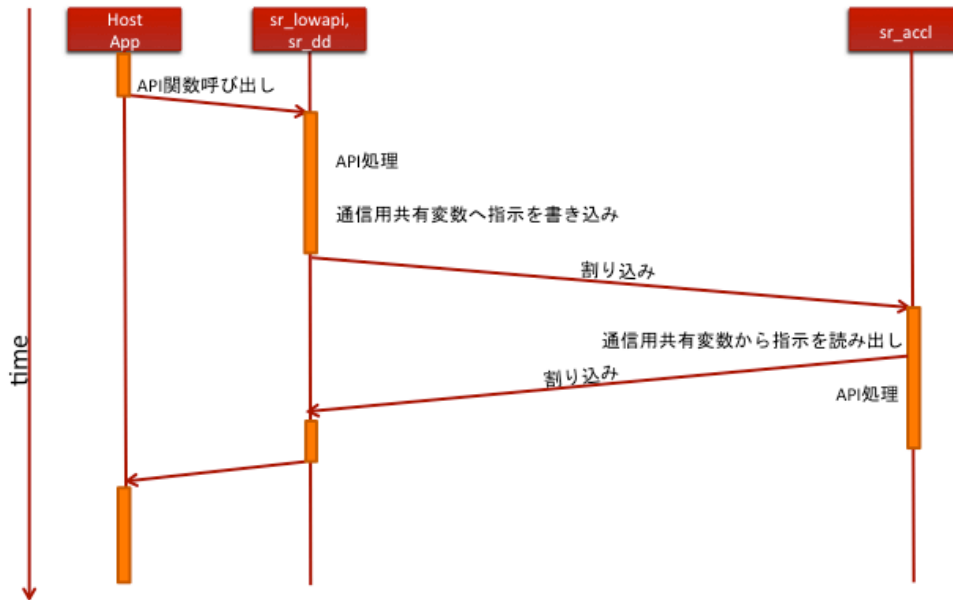 Host
App
sr_lowapi,
sr_dd
sr_accl
API関数呼び出し
API処理
通信用共有変数へ指示を書き込み
割り込み
time
通信用共有変数から指示を読み出し
割り込み
API処理